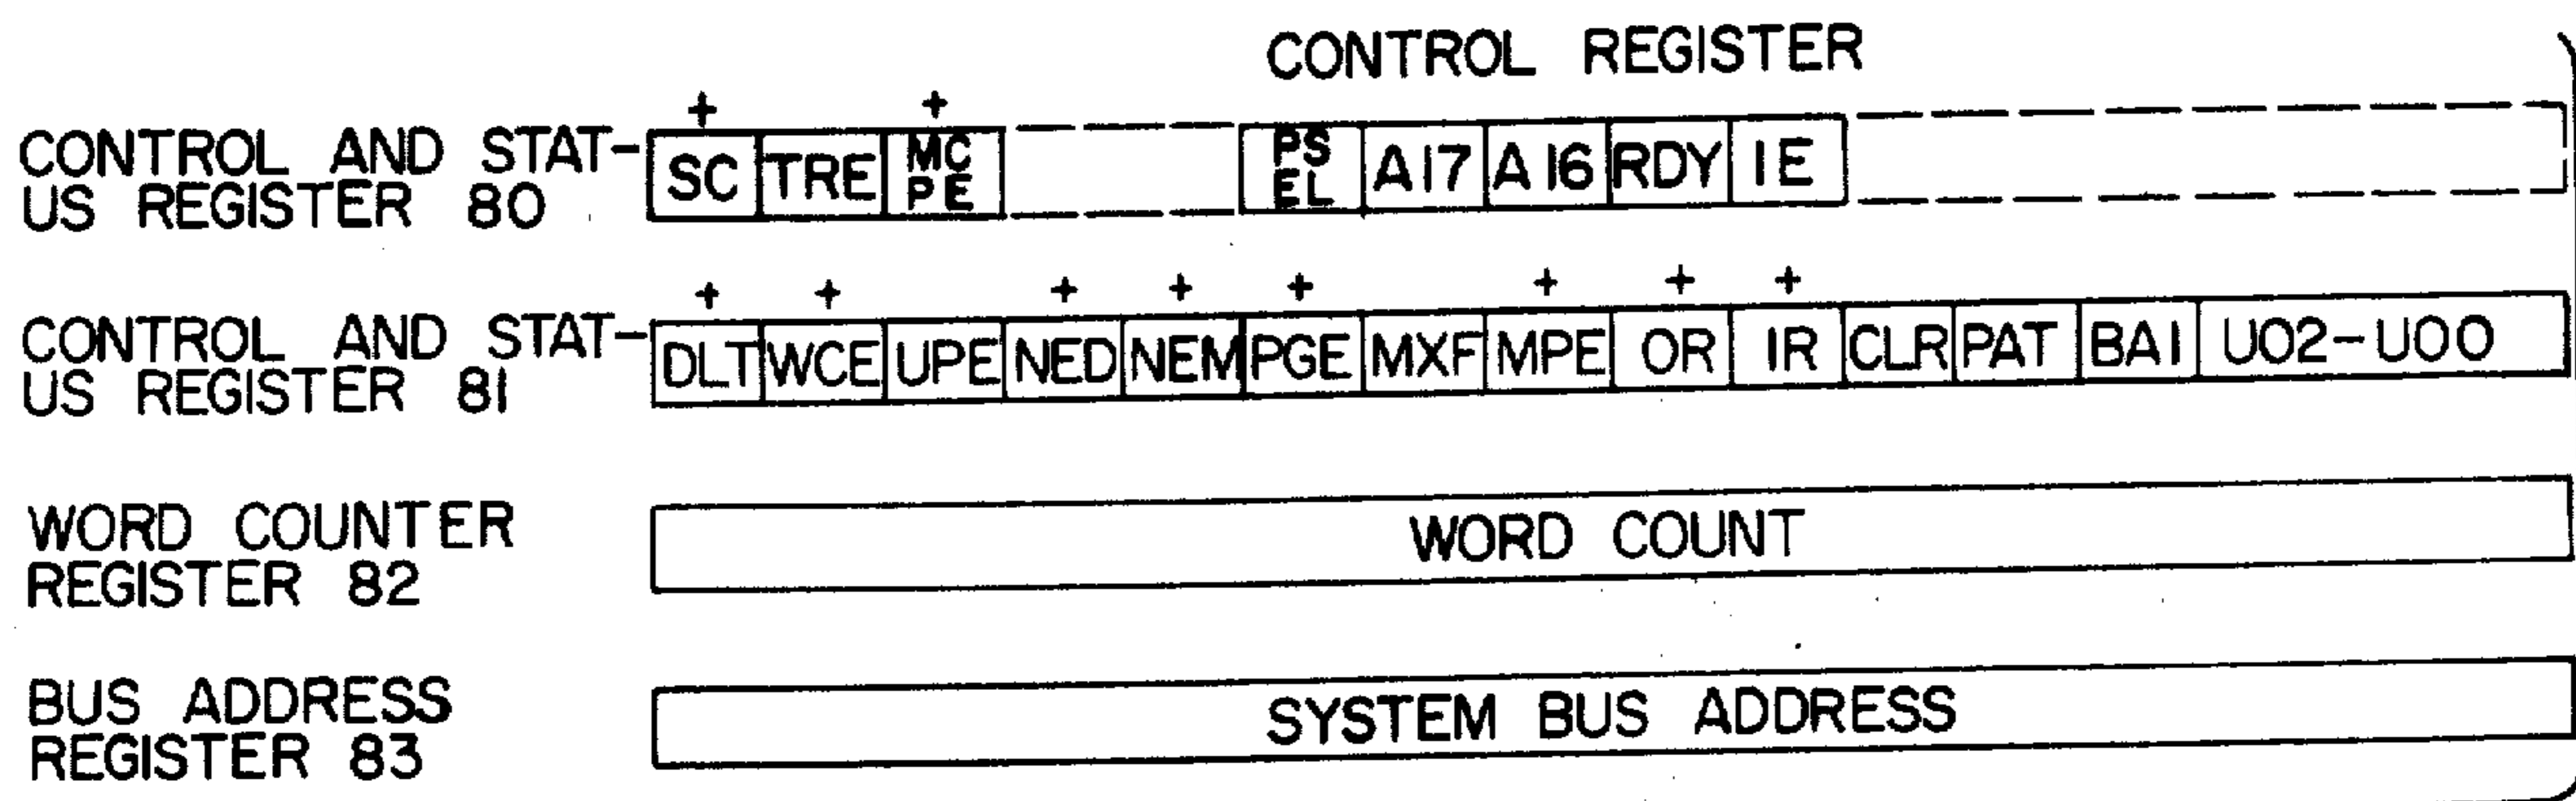 CONTROL REGISTER
+ +
CONTROL AND STAT-
US REGISTER 80
SC TRE MC PE PS EL A17 A16 RDY IE
+ + + + + + + +
CONTROL AND STAT-
US REGISTER 81
DLT WCE UPE NED NEM PGE MXF MPE OR IR CLR PAT BAI U02-U00
WORD COUNTER
REGISTER 82
WORD COUNT
BUS ADDRESS
REGISTER 83
SYSTEM BUS ADDRESS